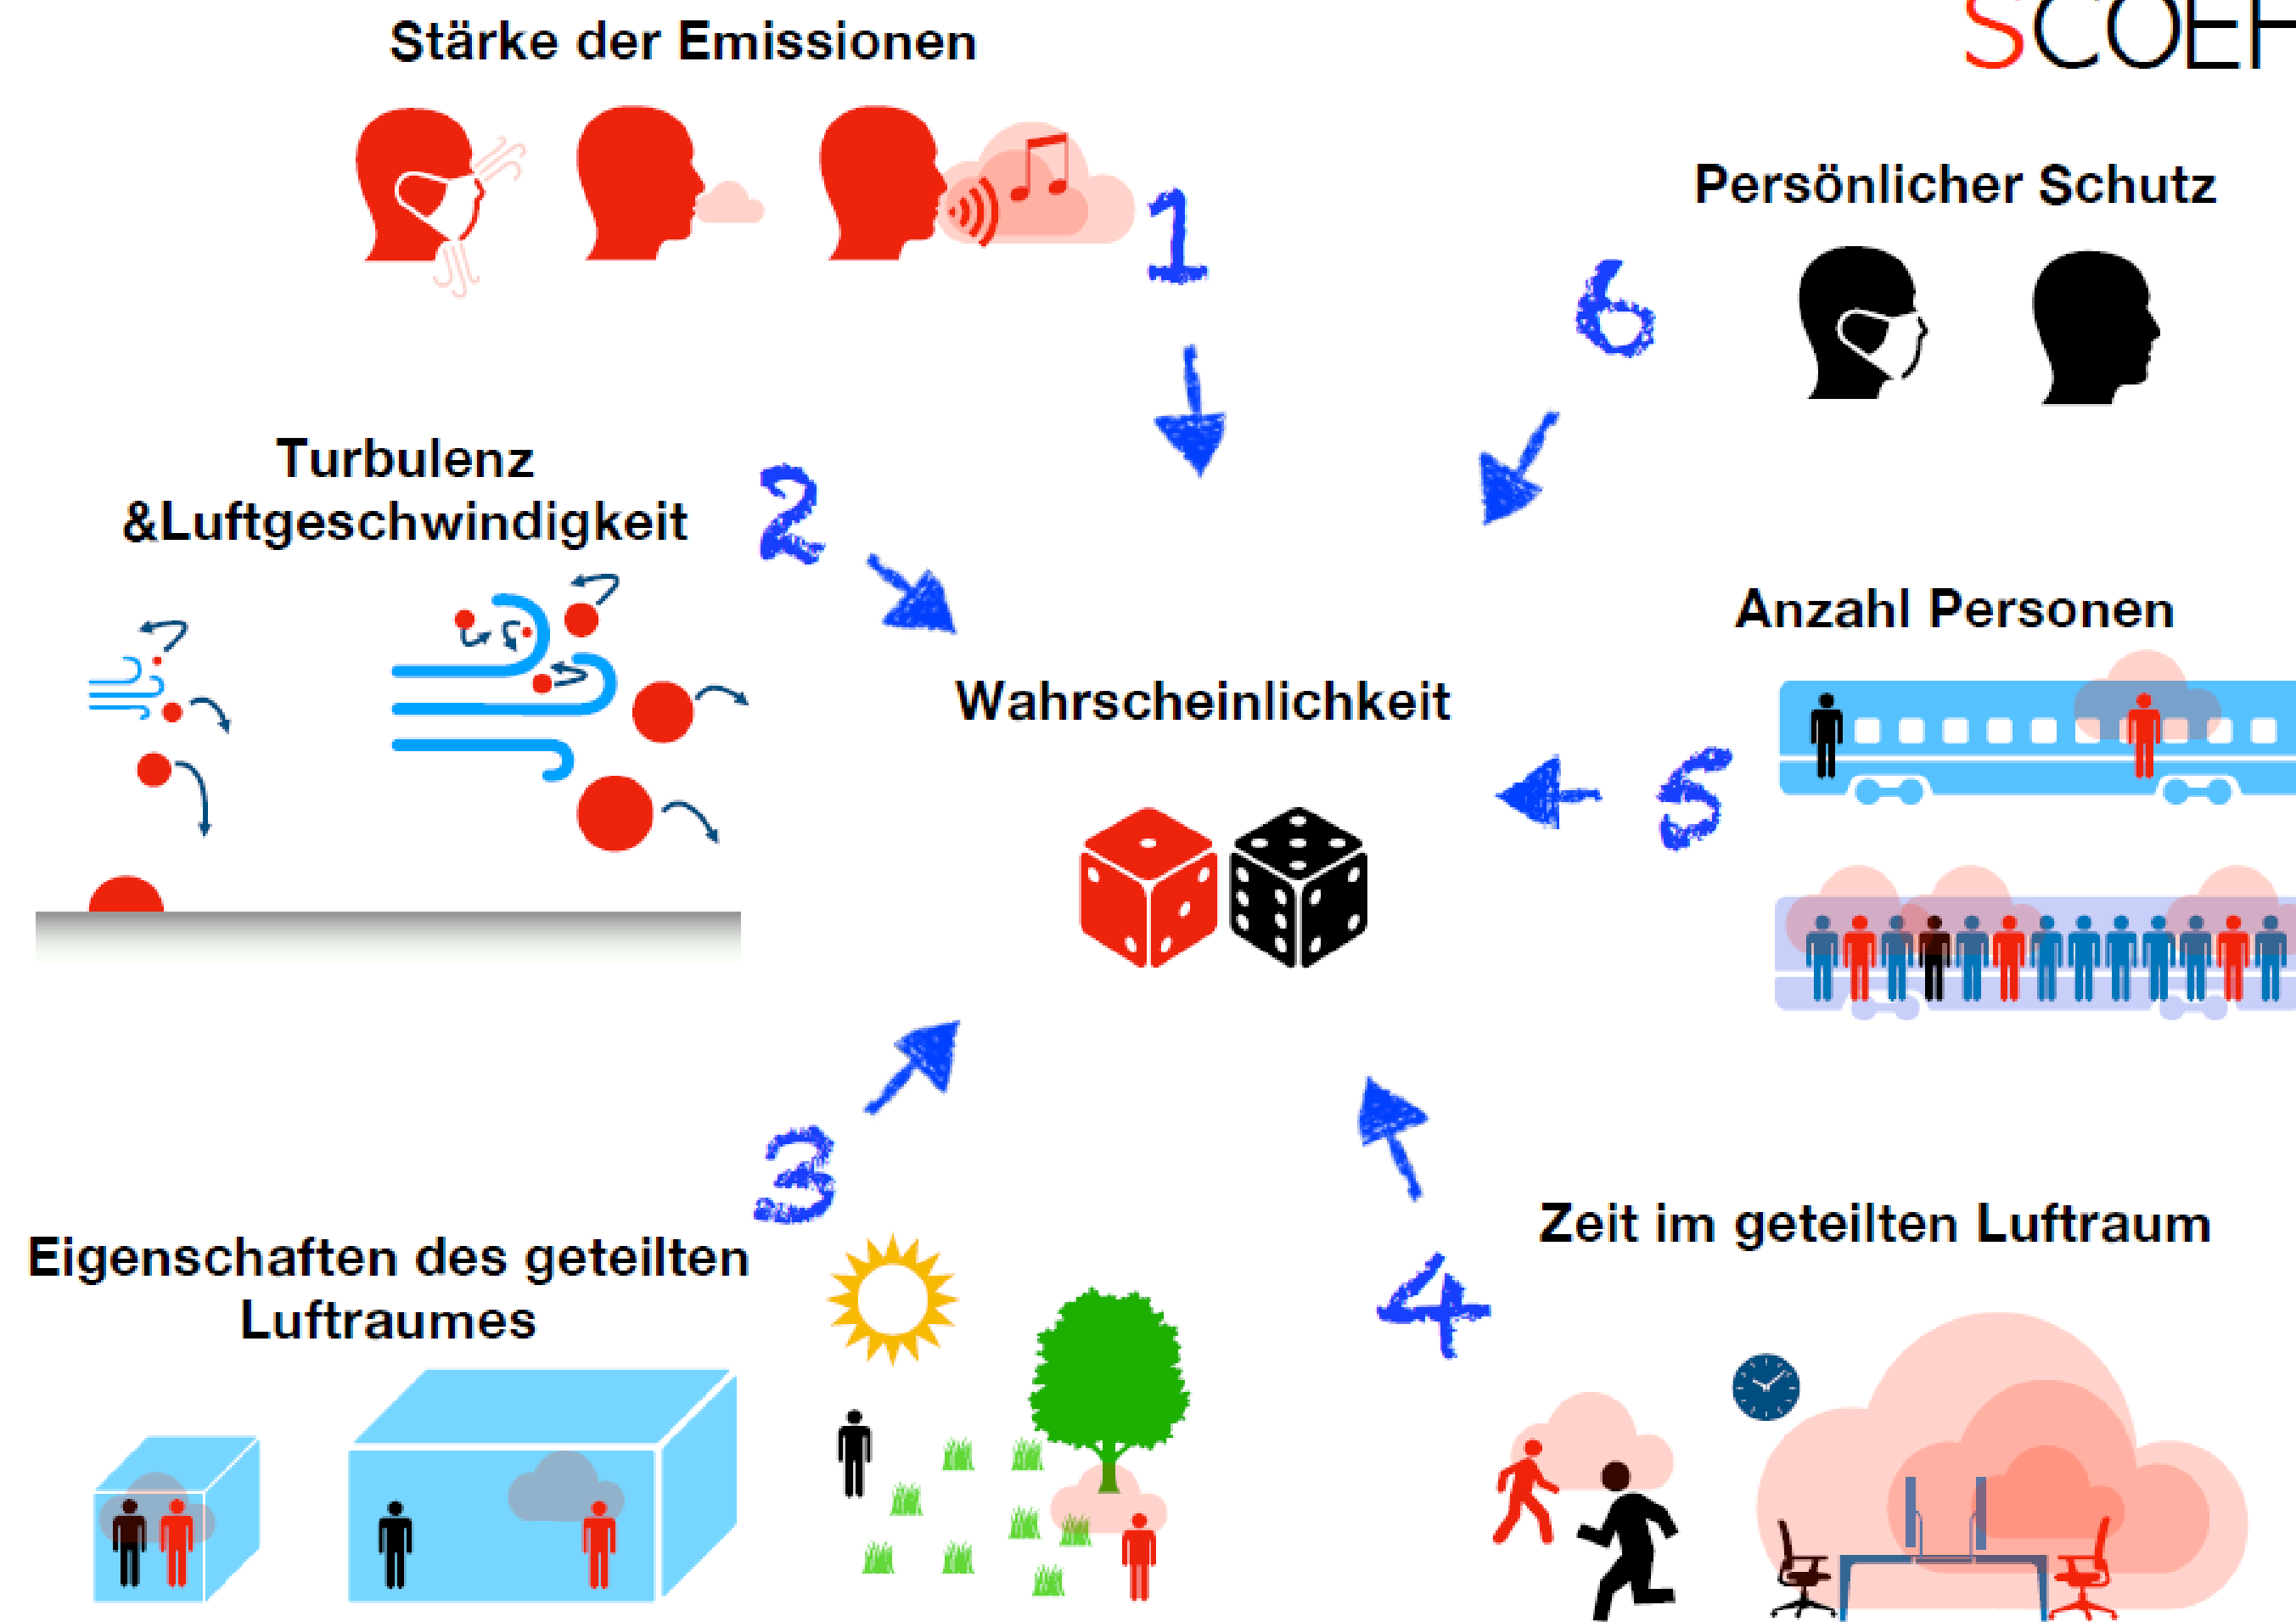 SCOEH
Stärke der Emissionen
1
Persönlicher Schutz
6
Turbulenz
&Luftgeschwindigkeit
2
Anzahl Personen
5
Wahrscheinlichkeit
3
Eigenschaften des geteilten
Luftraumes
Zeit im geteilten Luftraum
4